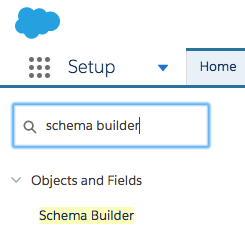 Setup
Home
schema builder
Objects and Fields
Schema Builder